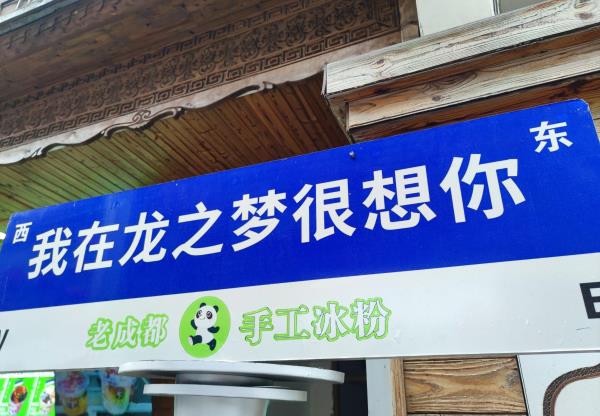 西 我在龙之梦很想你 东
老成都 手工冰粉